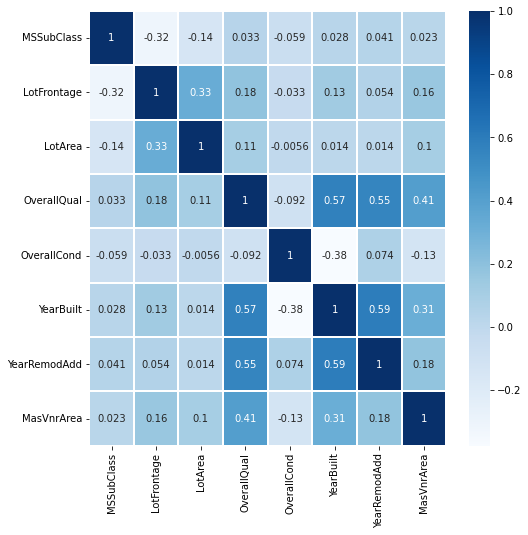 MSSubClass 1 -0.32 -0.14 0.033 -0.059 0.028 0.041 0.023
LotFrontage -0.32 1 0.33 0.18 -0.033 0.13 0.054 0.16
LotArea -0.14 0.33 1 0.11 -0.0056 0.014 0.014 0.1
OverallQual 0.033 0.18 0.11 1 -0.092 0.57 0.55 0.41
OverallCond -0.059 -0.033 -0.0056 -0.092 1 -0.38 0.074 -0.13
YearBuilt 0.028 0.13 0.014 0.57 -0.38 1 0.59 0.31
YearRemodAdd 0.041 0.054 0.014 0.55 0.074 0.59 1 0.18
MasVnrArea 0.023 0.16 0.1 0.41 -0.13 0.31 0.18 1
MSSubClass
LotFrontage
LotArea
OverallQual
OverallCond
YearBuilt
YearRemodAdd
MasVnrArea
1.0
0.8
0.6
0.4
0.2
0.0
−0.2